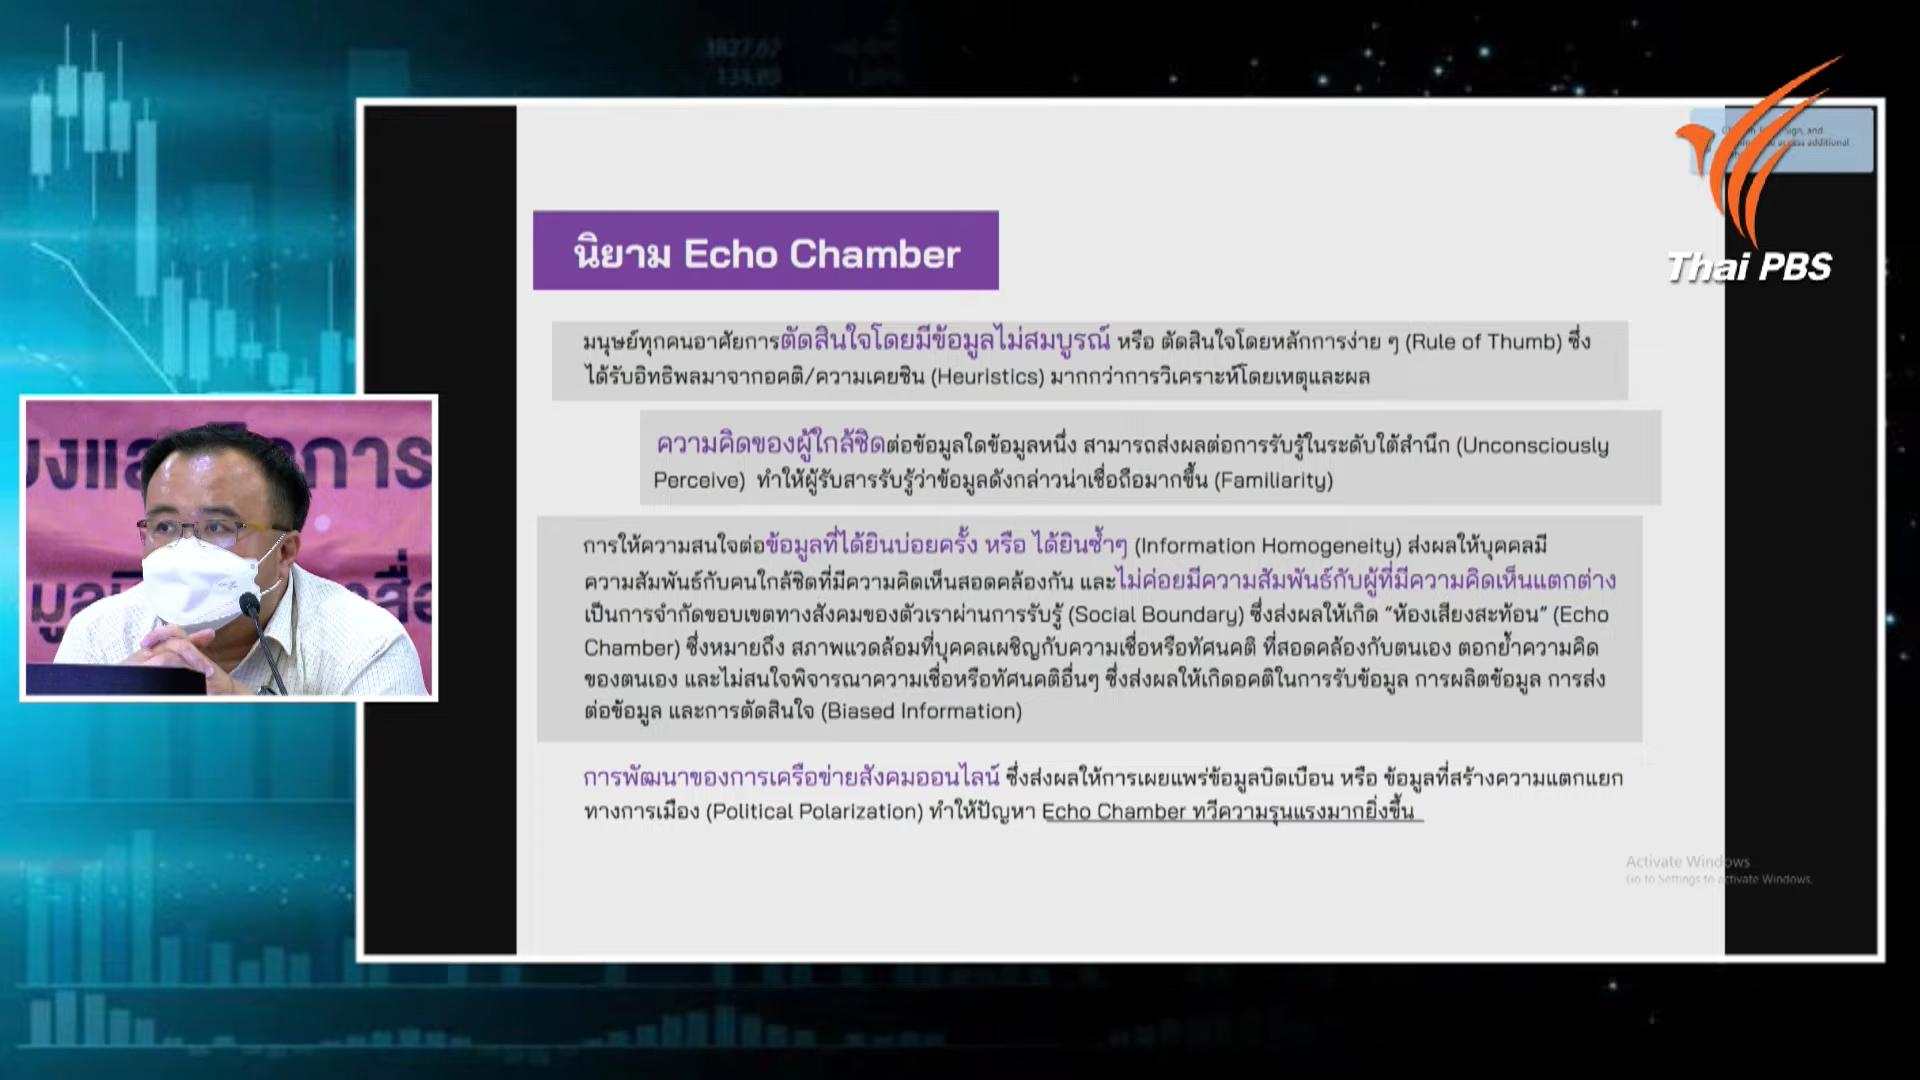 1827.62
134.89
Thai PBS
นิยาม Echo Chamber
มนุษย์ทุกคนอาศัยการตัดสินใจโดยมีข้อมูลไม่สมบูรณ์ หรือ ตัดสินใจโดยหลักการง่าย ๆ (Rule of Thumb) ซึ่ง
ได้รับอิทธิพลมาจากอคติ/ความเคยชิน (Heuristics) มากกว่าการวิเคราะห์โดยเหตุและผล
ความคิดของผู้ใกล้ชิดต่อข้อมูลใดข้อมูลหนึ่ง สามารถส่งผลต่อการรับรู้ในระดับใต้สำนึก (Unconsciously
Perceive) ทำให้ผู้รับสารรับรู้ว่าข้อมูลดังกล่าวน่าเชื่อถือมากขึ้น (Familiarity)
การให้ความสนใจต่อข้อมูลที่ได้ยินบ่อยครั้ง หรือ ได้ยินซ้ำๆ (Information Homogeneity) ส่งผลให้บุคคลมี
ความสัมพันธ์กับคนใกล้ชิดที่มีความคิดเห็นสอดคล้องกัน และไม่ค่อยมีความสัมพันธ์กับผู้ที่มีความคิดเห็นแตกต่าง
เป็นการจำกัดขอบเขตทางสังคมของตัวเราผ่านการรับรู้ (Social Boundary) ซึ่งส่งผลให้เกิด “ห้องเสียงสะท้อน” (Echo
Chamber) ซึ่งหมายถึง สภาพแวดล้อมที่บุคคลเผชิญกับความเชื่อหรือทัศนคติ ที่สอดคล้องกับตนเอง ตอกย้ำความคิด
ของตนเอง และไม่สนใจพิจารณาความเชื่อหรือทัศนคติอื่นๆ ซึ่งส่งผลให้เกิดอคติในการรับข้อมูล การผลิตข้อมูล การส่ง
ต่อข้อมูล และการตัดสินใจ (Biased Information)
การพัฒนาของการเครือข่ายสังคมออนไลน์ ซึ่งส่งผลให้การเผยแพร่ข้อมูลบิดเบือน หรือ ข้อมูลที่สร้างความแตกแยก
ทางการเมือง (Political Polarization) ทำให้ปัญหา Echo Chamber ทวีความรุนแรงมากยิ่งขึ้น
Activate Windows
Go to Settings to activate Windows.